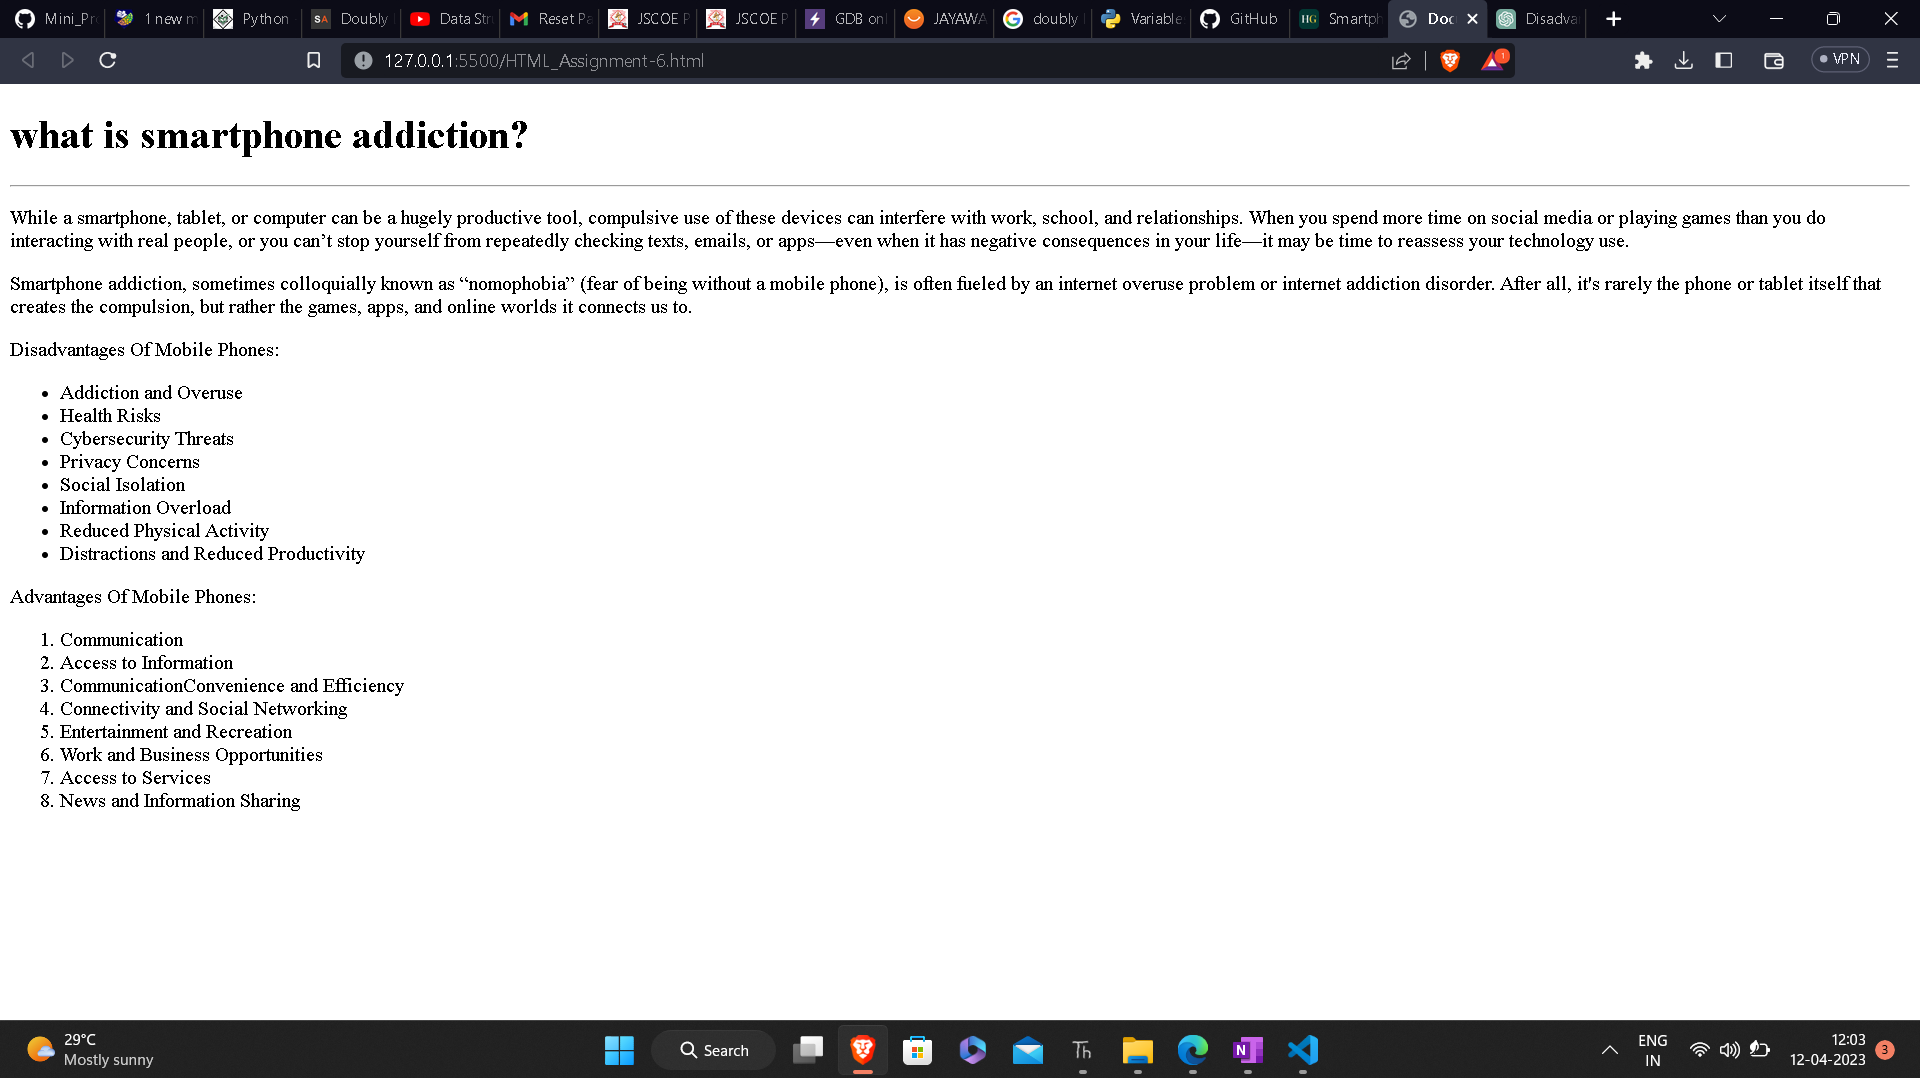 Mini_Pr
1 new m
Python
SA
Doubly
Data Str
Reset Pa
JSCOE P
JSCOE P
GDB onl
JAYAWA
doubly
Variable
GitHub
HG
Smartph
Doc
Disadva
127.0.0.1:5500/HTML_Assignment-6.html
1
VPN
what is smartphone addiction?
While a smartphone, tablet, or computer can be a hugely productive tool, compulsive use of these devices can interfere with work, school, and relationships. When you spend more time on social media or playing games than you do
interacting with real people, or you can’t stop yourself from repeatedly checking texts, emails, or apps—even when it has negative consequences in your life—it may be time to reassess your technology use.
Smartphone addiction, sometimes colloquially known as “nomophobia” (fear of being without a mobile phone), is often fueled by an internet overuse problem or internet addiction disorder. After all, it's rarely the phone or tablet itself that
creates the compulsion, but rather the games, apps, and online worlds it connects us to.
Disadvantages Of Mobile Phones:
• Addiction and Overuse
• Health Risks
• Cybersecurity Threats
• Privacy Concerns
• Social Isolation
• Information Overload
• Reduced Physical Activity
• Distractions and Reduced Productivity
Advantages Of Mobile Phones:
1. Communication
2. Access to Information
3. CommunicationConvenience and Efficiency
4. Connectivity and Social Networking
5. Entertainment and Recreation
6. Work and Business Opportunities
7. Access to Services
8. News and Information Sharing
29°C
Mostly sunny
Search
Th
N
ENG
IN
12:03
12-04-2023
3